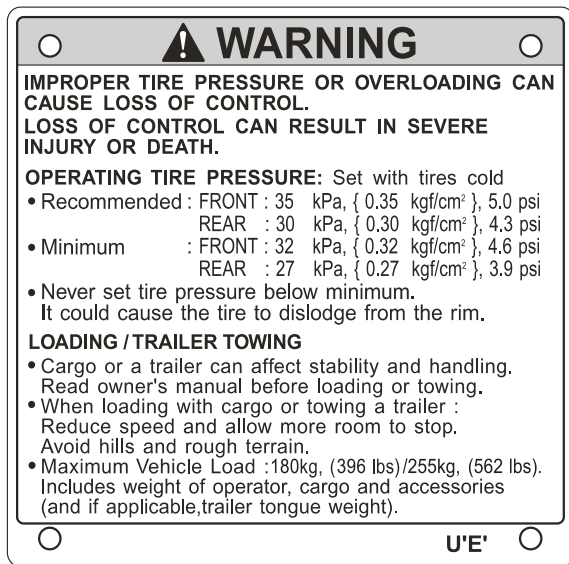 WARNING
IMPROPER TIRE PRESSURE OR OVERLOADING CAN
CAUSE LOSS OF CONTROL.
LOSS OF CONTROL CAN RESULT IN SEVERE
INJURY OR DEATH.
OPERATING TIRE PRESSURE: Set with tires cold
• Recommended : FRONT : 35 kPa, { 0.35 kgf/cm² }, 5.0 psi
REAR : 30 kPa, { 0.30 kgf/cm² }, 4.3 psi
• Minimum : FRONT : 32 kPa, { 0.32 kgf/cm² }, 4.6 psi
REAR : 27 kPa, { 0.27 kgf/cm² }, 3.9 psi
• Never set tire pressure below minimum.
It could cause the tire to dislodge from the rim.
LOADING / TRAILER TOWING
• Cargo or a trailer can affect stability and handling.
Read owner's manual before loading or towing.
• When loading with cargo or towing a trailer :
Reduce speed and allow more room to stop.
Avoid hills and rough terrain.
• Maximum Vehicle Load :180kg, (396 lbs)/255kg, (562 lbs).
Includes weight of operator, cargo and accessories
(and if applicable,trailer tongue weight).
U'E'